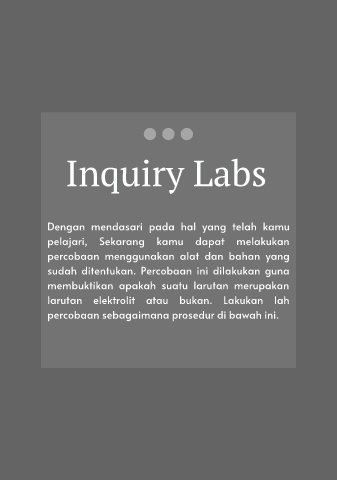 Inquiry Labs
Dengan mendasari pada hal yang telah kamu
pelajari, Sekarang kamu dapat melakukan
percobaan menggunakan alat dan bahan yang
sudah ditentukan. Percobaan ini dilakukan guna
membuktikan apakah suatu larutan merupakan
larutan elektrolit atau bukan. Lakukan lah
percobaan sebagaimana prosedur di bawah ini.